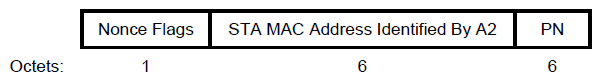 Nonce Flags STA MAC Address Identified By A2 PN
Octets: 1 6 6